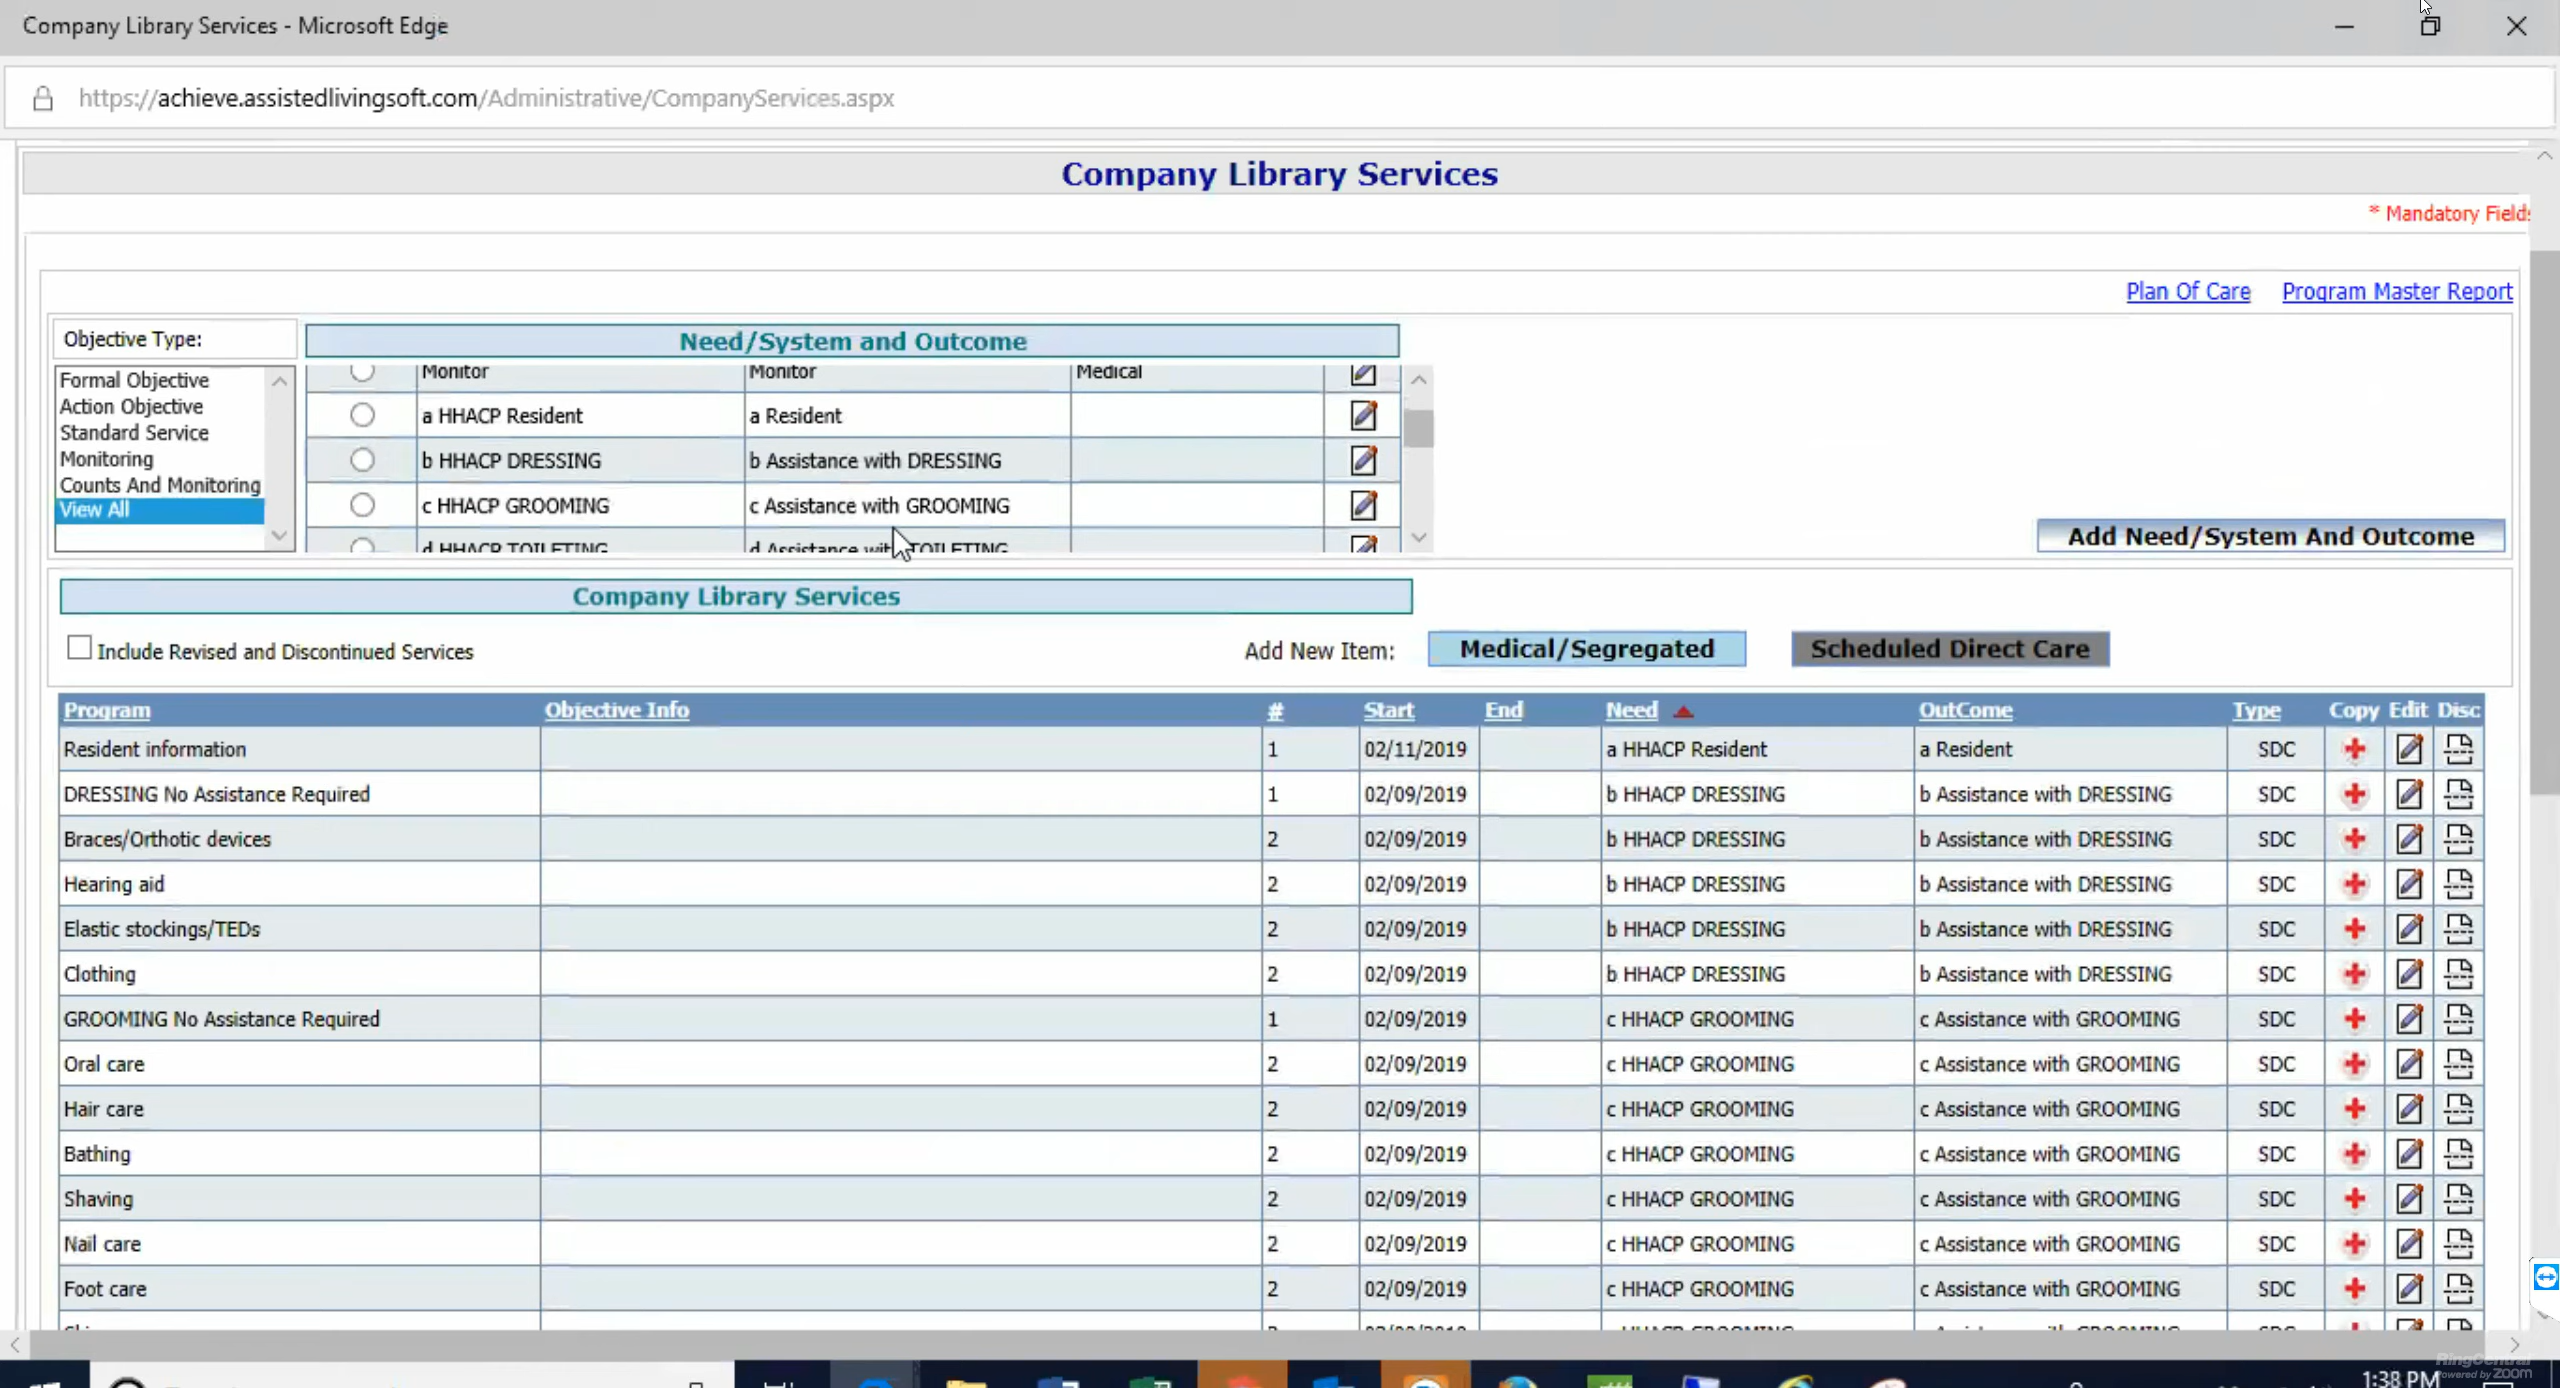 Company Library Services - Microsoft Edge
https://achieve.assistedlivingsoft.com/Administrative/CompanyServices.aspx
Company Library Services
* Mandatory Fields
Plan Of Care Program Master Report
Objective Type:
Formal Objective
Action Objective
Standard Service
Monitoring
Counts And Monitoring
View All
Need/System and Outcome
Monitor Monitor Medical
a HHACP Resident a Resident
b HHACP DRESSING b Assistance with DRESSING
c HHACP GROOMING c Assistance with GROOMING
d HHACP TOILETING d Assistance with TOILETING
Add Need/System And Outcome
Company Library Services
Include Revised and Discontinued Services Add New Item: Medical/Segregated Scheduled Direct Care
Program Objective Info # Start End Need OutCome Type Copy Edit Disc
Resident information 1 02/11/2019 a HHACP Resident a Resident SDC
DRESSING No Assistance Required 1 02/09/2019 b HHACP DRESSING b Assistance with DRESSING SDC
Braces/Orthotic devices 2 02/09/2019 b HHACP DRESSING b Assistance with DRESSING SDC
Hearing aid 2 02/09/2019 b HHACP DRESSING b Assistance with DRESSING SDC
Elastic stockings/TEDs 2 02/09/2019 b HHACP DRESSING b Assistance with DRESSING SDC
Clothing 2 02/09/2019 b HHACP DRESSING b Assistance with DRESSING SDC
GROOMING No Assistance Required 1 02/09/2019 c HHACP GROOMING c Assistance with GROOMING SDC
Oral care 2 02/09/2019 c HHACP GROOMING c Assistance with GROOMING SDC
Hair care 2 02/09/2019 c HHACP GROOMING c Assistance with GROOMING SDC
Bathing 2 02/09/2019 c HHACP GROOMING c Assistance with GROOMING SDC
Shaving 2 02/09/2019 c HHACP GROOMING c Assistance with GROOMING SDC
Nail care 2 02/09/2019 c HHACP GROOMING c Assistance with GROOMING SDC
Foot care 2 02/09/2019 c HHACP GROOMING c Assistance with GROOMING SDC
RingCentral
Powered by ZOOM
1:38 PM